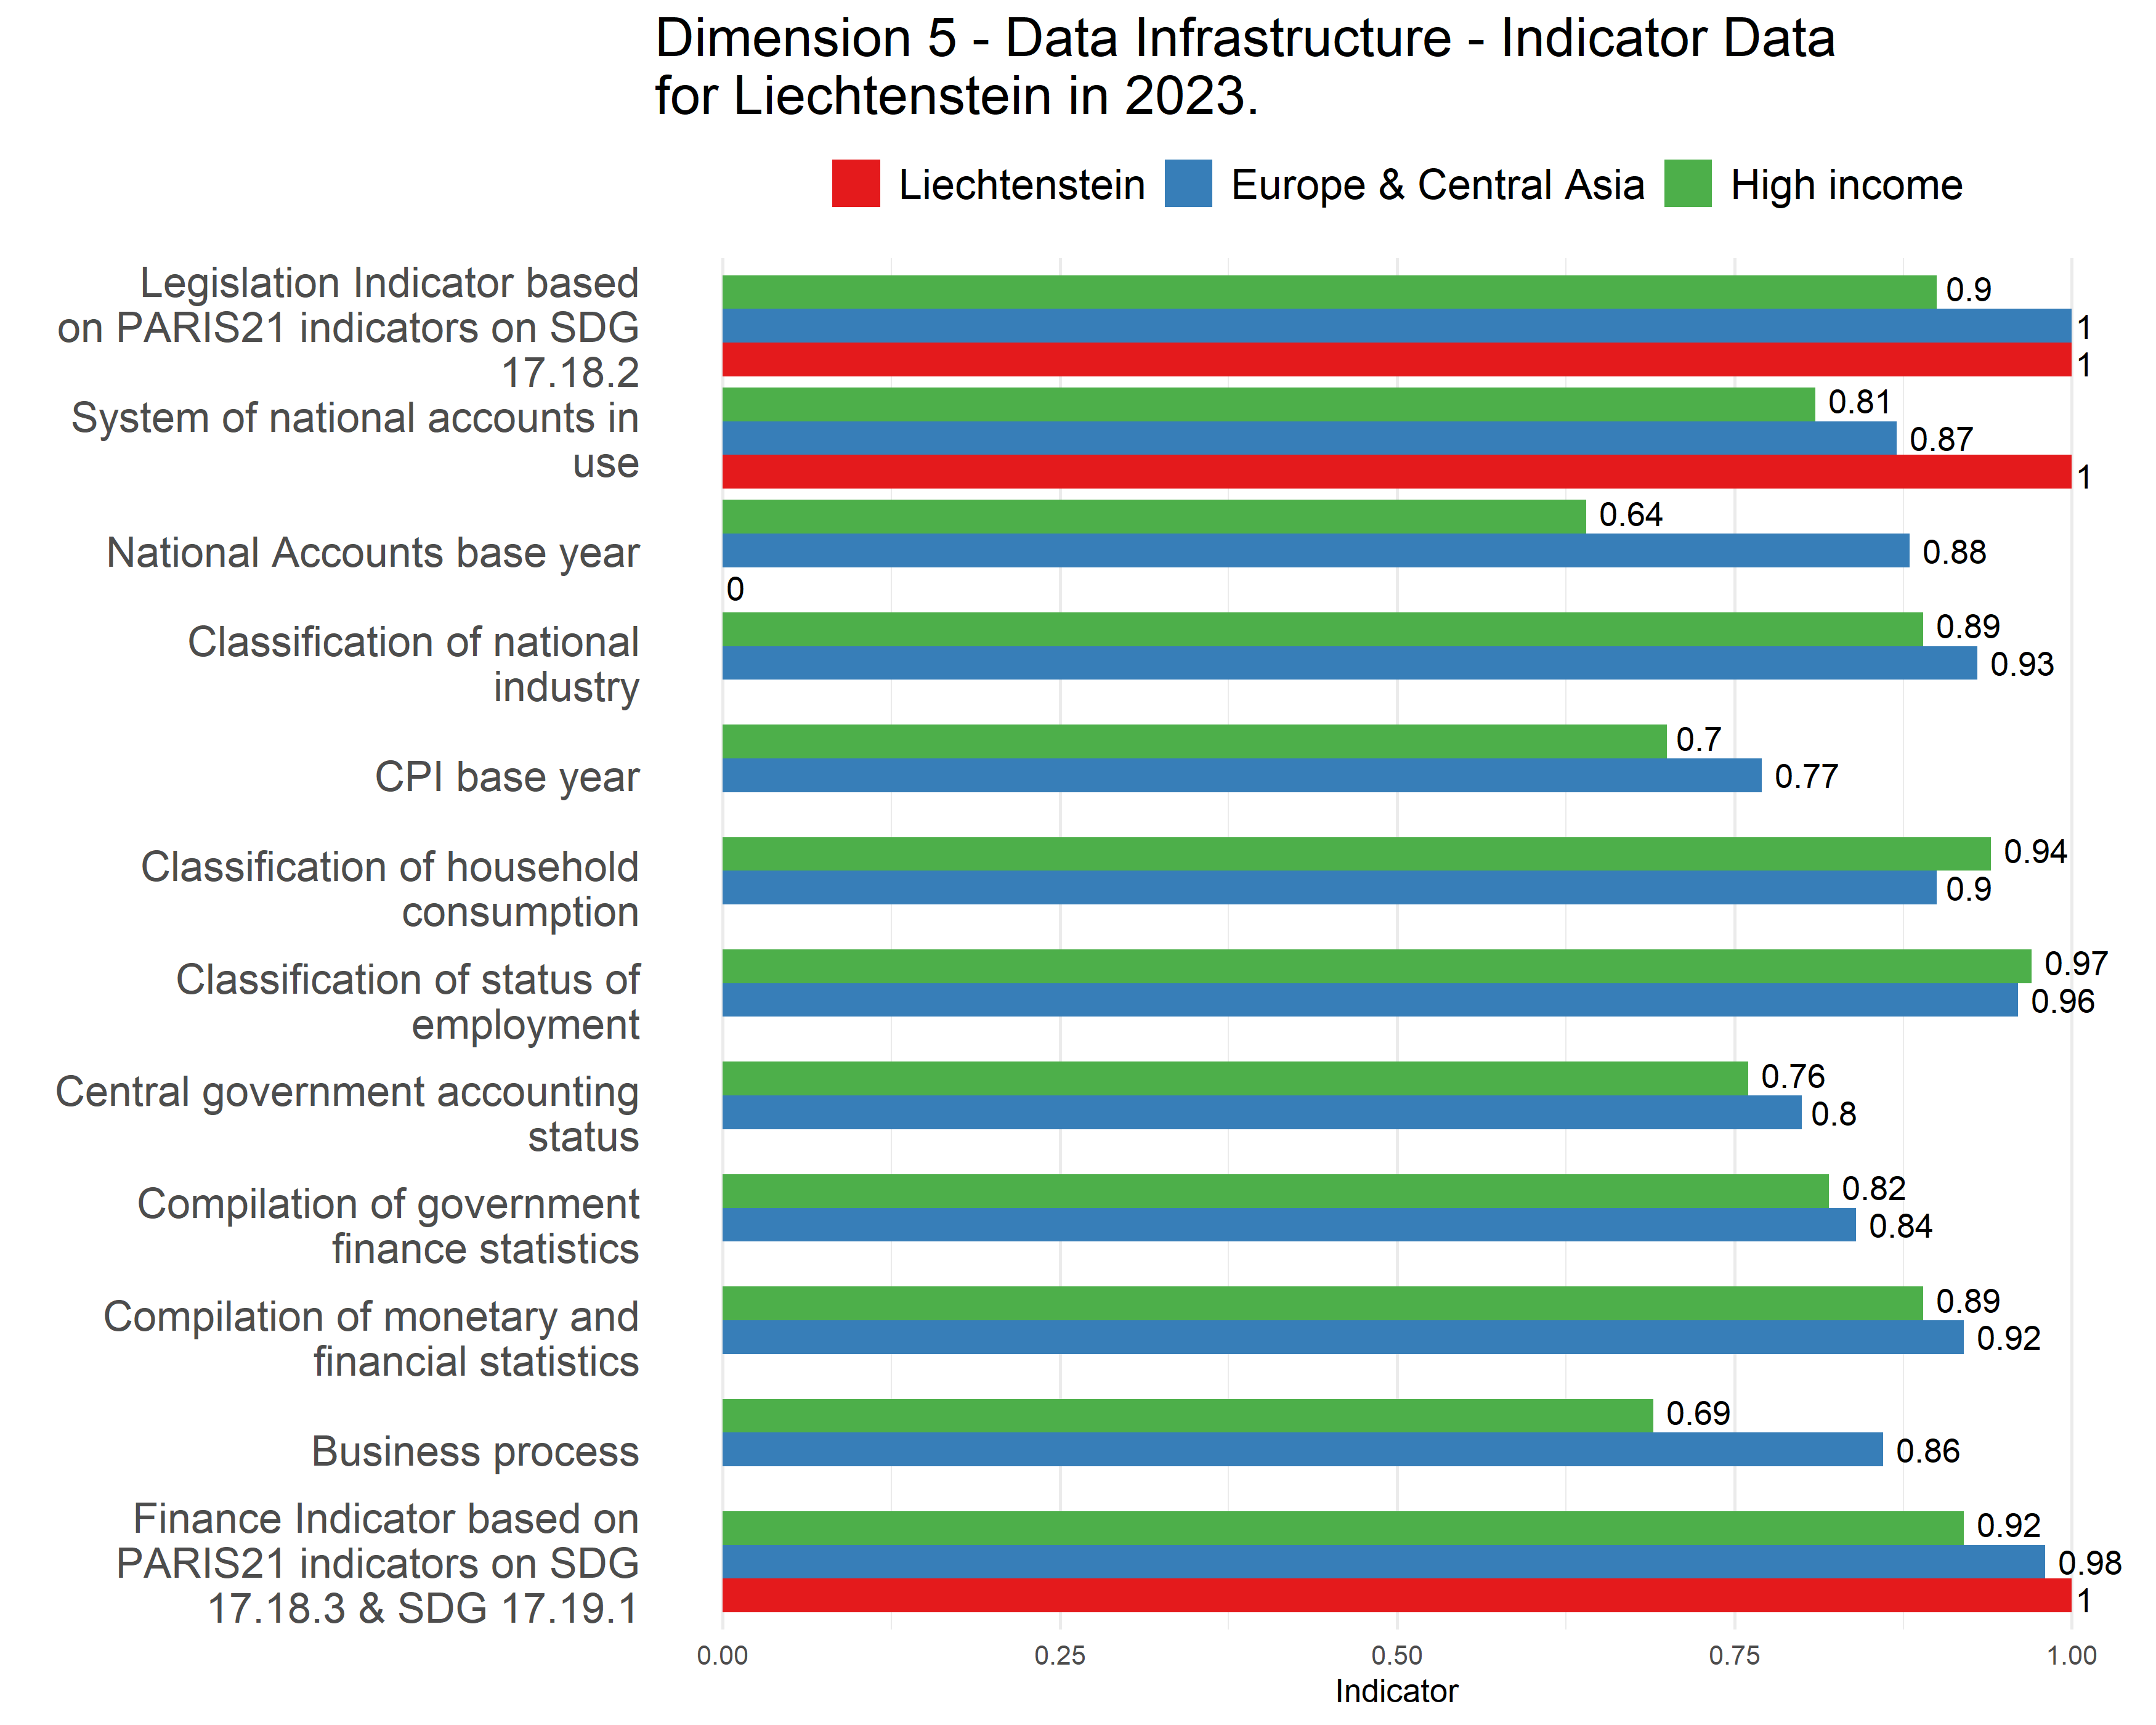 Dimension 5 - Data Infrastructure - Indicator Data
for Liechtenstein in 2023.
Liechtenstein
Europe & Central Asia
High income
Legislation Indicator based
on PARIS21 indicators on SDG
17.18.2
0.9
1
1
System of national accounts in
use
0.81
0.87
1
National Accounts base year
0.64
0.88
0
Classification of national
industry
0.89
0.93
CPI base year
0.7
0.77
Classification of household
consumption
0.94
0.9
Classification of status of
employment
0.97
0.96
Central government accounting
status
0.76
0.8
Compilation of government
finance statistics
0.82
0.84
Compilation of monetary and
financial statistics
0.89
0.92
Business process
0.69
0.86
Finance Indicator based on
PARIS21 indicators on SDG
17.18.3 & SDG 17.19.1
0.92
0.98
1
0.00
0.25
0.50
0.75
1.00
Indicator